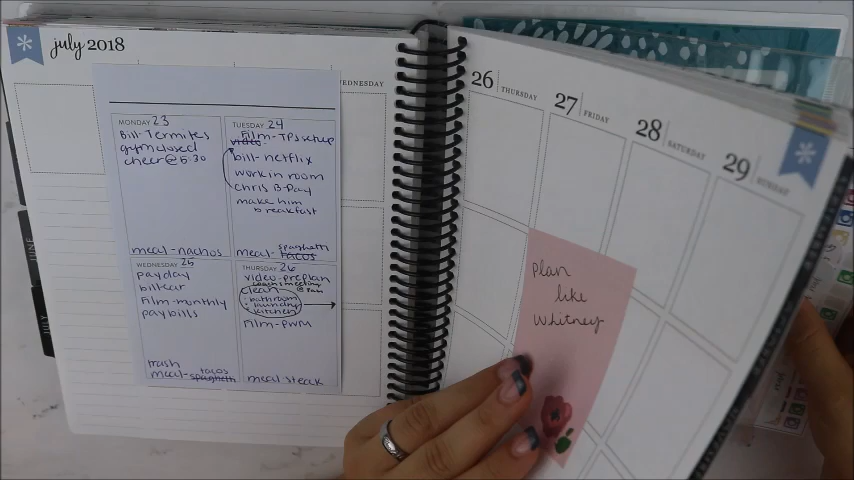 july 2018
WEDNESDAY
MONDAY 23
Bill-Termites
gym closed
cheer@5:30
meal-nachos
TUESDAY 24
Film-TPS setup
video
bill-netflix
work in room
chris B-Day
make him
breakfast
spaghetti
meal-tacos
WEDNESDAY 25
payday
bill-car
Film-monthly
pay bills
trash
tacos
meal-spaghetti
THURSDAY 26
video-preplan
clean
bathroom
laundry
kitchen
Film-PWM
meal-steak
26 THURSDAY
27 FRIDAY
28 SATURDAY
29 SUNDAY
plan
like
Whitney
JUNE
JULY